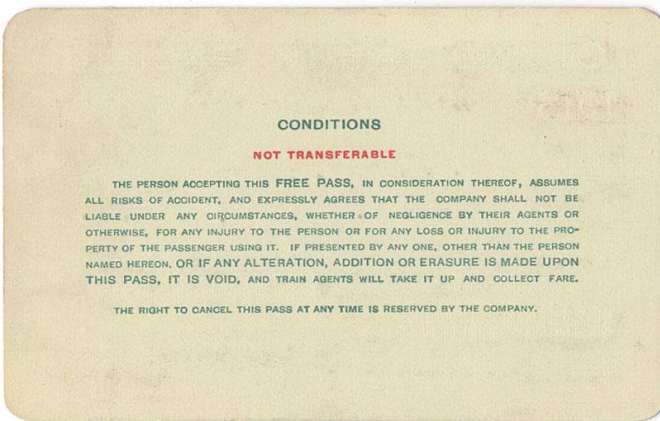 CONDITIONS
NOT TRANSFERABLE
THE PERSON ACCEPTING THIS FREE PASS, IN CONSIDERATION THEREOF, ASSUMES
ALL RISKS OF ACCIDENT, AND EXPRESSLY AGREES THAT THE COMPANY SHALL NOT BE
LIABLE UNDER ANY CIRCUMSTANCES, WHETHER OF NEGLIGENCE BY THEIR AGENTS OR
OTHERWISE, FOR ANY INJURY TO THE PERSON OR FOR ANY LOSS OR INJURY TO THE PRO-
PERTY OF THE PASSENGER USING IT. IF PRESENTED BY ANY ONE, OTHER THAN THE PERSON
NAMED HEREON, OR IF ANY ALTERATION, ADDITION OR ERASURE IS MADE UPON
THIS PASS, IT IS VOID, AND TRAIN AGENTS WILL TAKE IT UP AND COLLECT FARE.
THE RIGHT TO CANCEL THIS PASS AT ANY TIME IS RESERVED BY THE COMPANY.